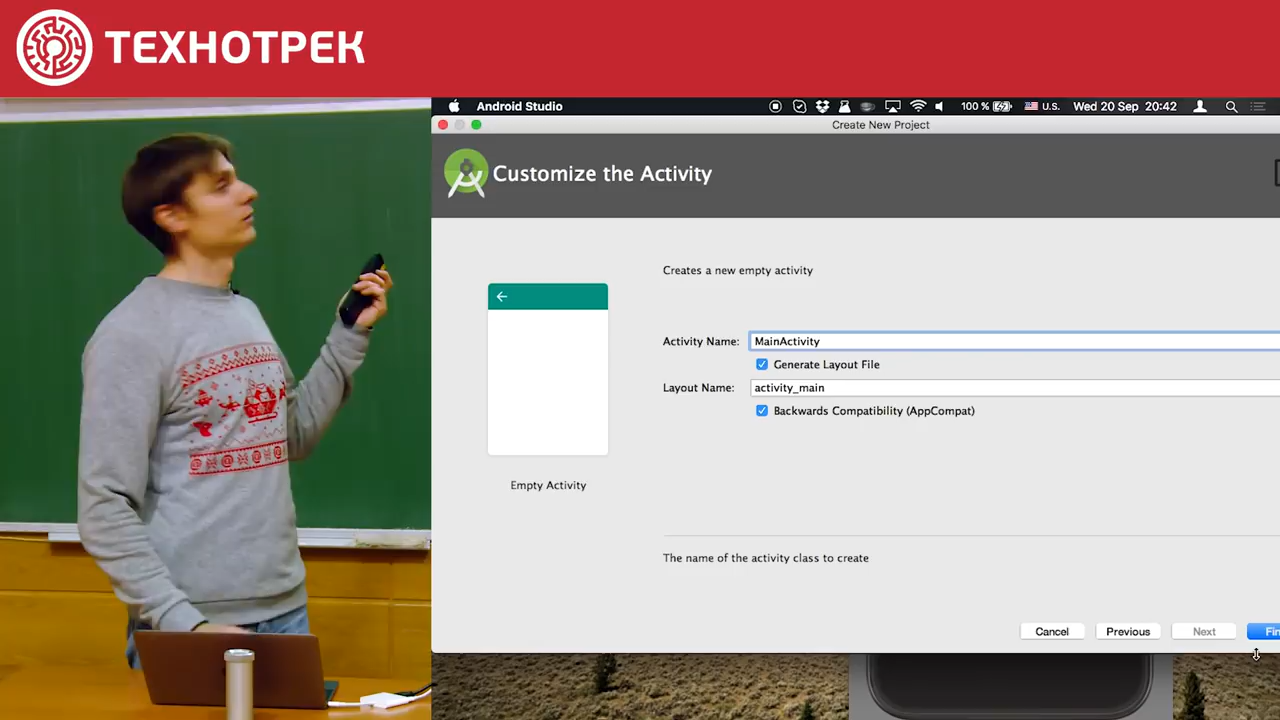 ТЕХНОТРЕК
Android Studio
100 %
U.S.
Wed 20 Sep 20:42
Create New Project
Customize the Activity
Creates a new empty activity
Activity Name: MainActivity
Generate Layout File
Layout Name: activity_main
Backwards Compatibility (AppCompat)
Empty Activity
The name of the activity class to create
Cancel
Previous
Next
Fin